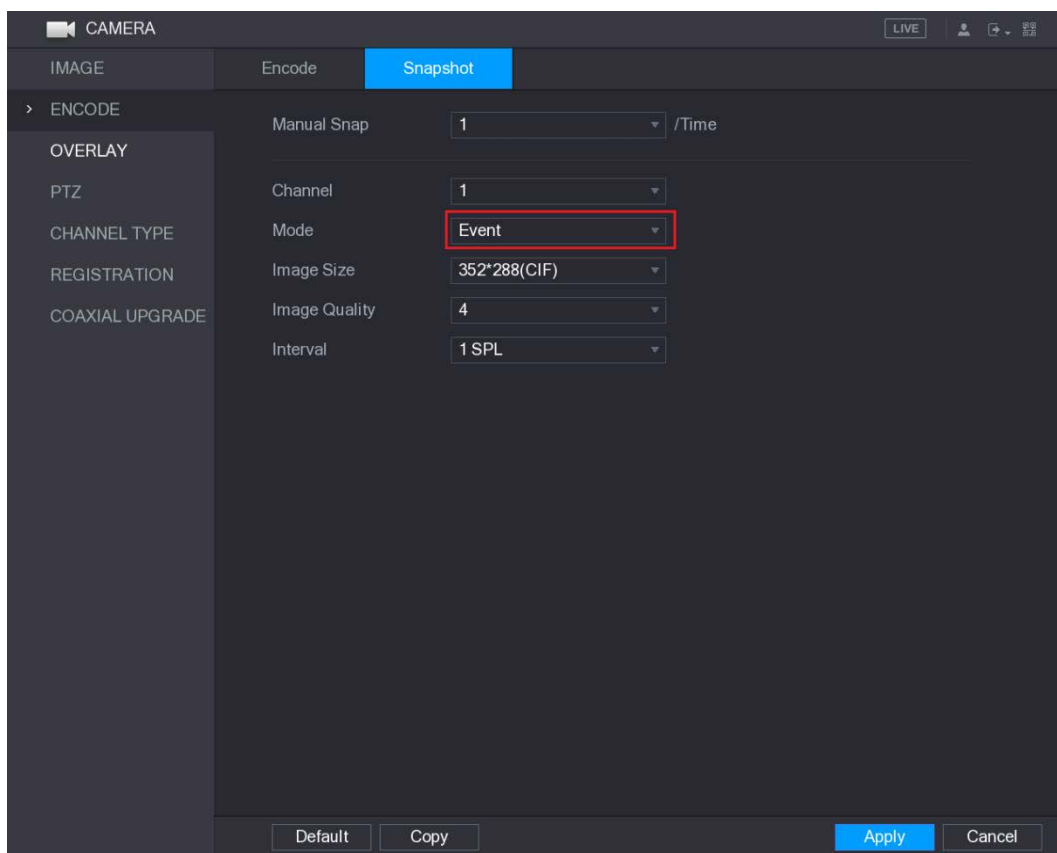 CAMERA LIVE
IMAGE Encode Snapshot
> ENCODE
Manual Snap 1 /Time
OVERLAY
PTZ Channel 1
CHANNEL TYPE Mode Event
REGISTRATION Image Size 352*288(CIF)
COAXIAL UPGRADE Image Quality 4
Interval 1 SPL
Default Copy Apply Cancel